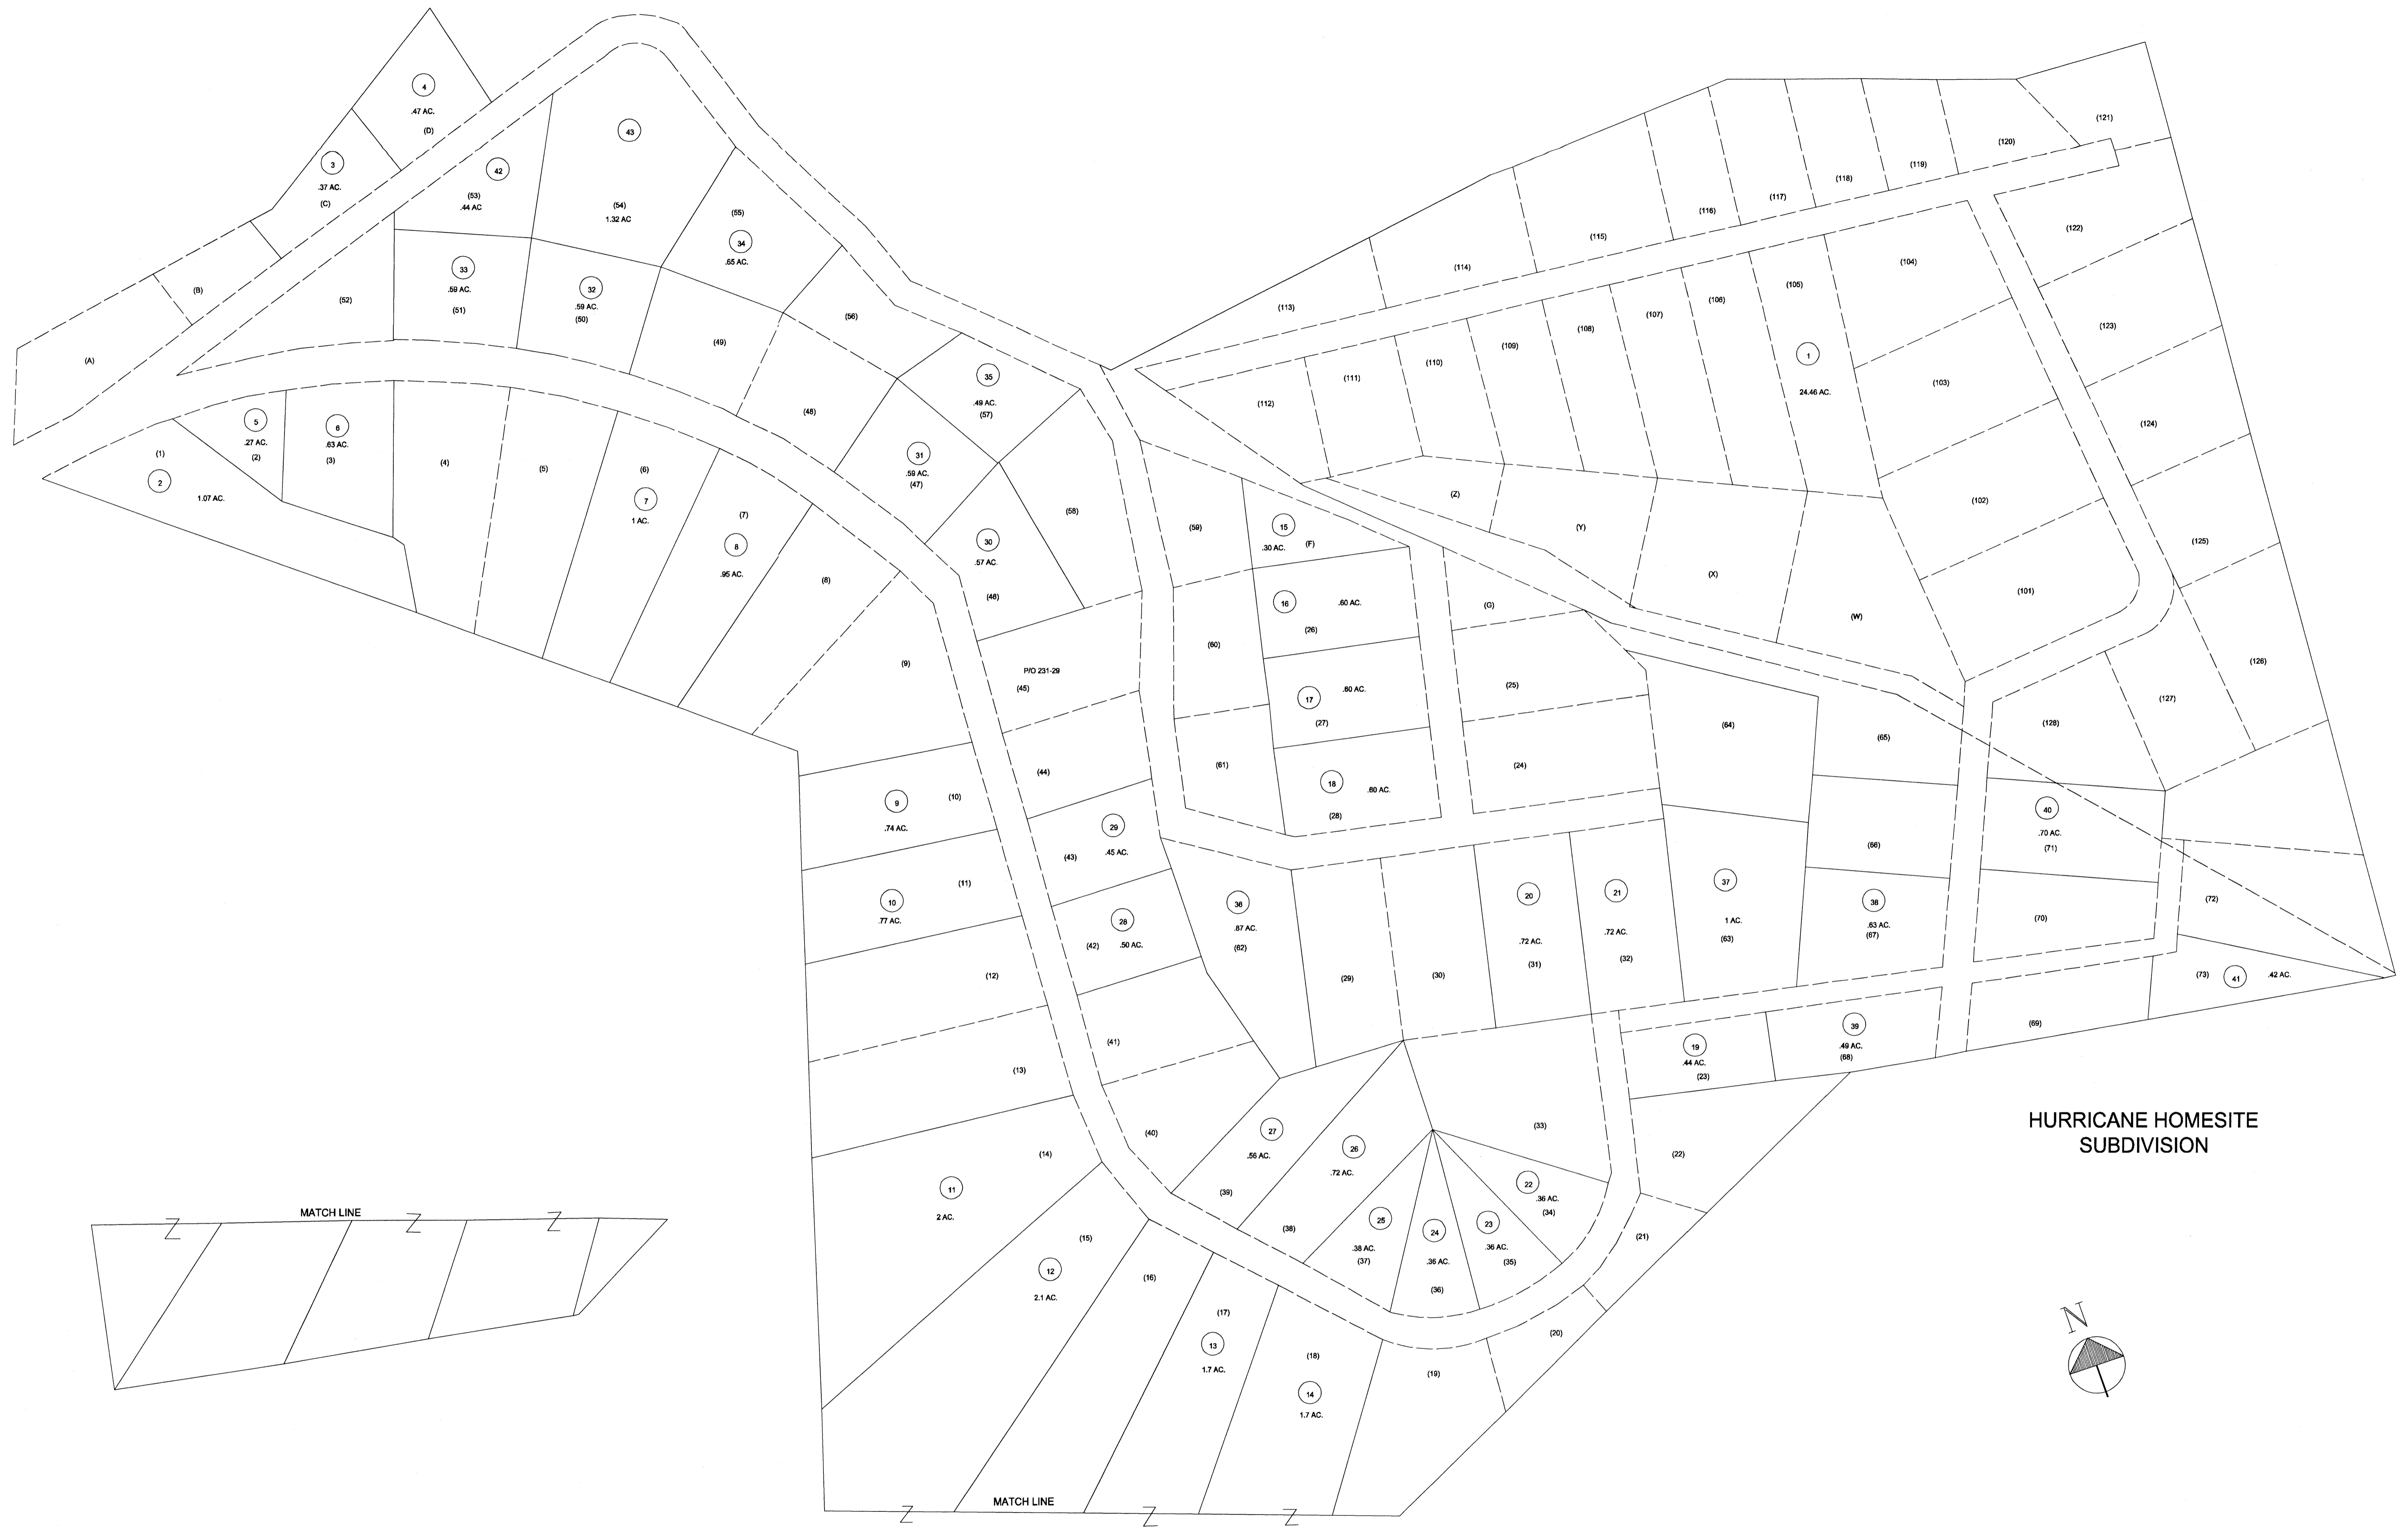 4
.47 AC.
(D)
3
.37 AC.
(C)
(B)
(A)
42
(53)
.44 AC
43
(54)
1.32 AC
(55)
34
.65 AC.
(52)
33
.59 AC.
(51)
32
.59 AC.
(50)
(49)
(56)
(48)
35
.49 AC.
(57)
31
.59 AC.
(47)
(58)
30
.57 AC.
(46)
(1)
2
1.07 AC.
5
.27 AC.
(2)
6
.63 AC.
(3)
(4)
(5)
(6)
7
1 AC.
(7)
8
.95 AC.
(8)
(9)
P/O 231-29
(45)
(44)
9
(10)
.74 AC.
29
.45 AC.
(43)
(11)
10
.77 AC.
28
(42) .50 AC.
(12)
(41)
(13)
(40)
(14)
11
2 AC.
(15)
12
2.1 AC.
(16)
(17)
13
1.7 AC.
(18)
14
1.7 AC.
(19)
(20)
(21)
(22)
27
.56 AC.
(39)
26
.72 AC.
(38)
25
.38 AC.
(37)
24
.36 AC.
(36)
23
.36 AC.
(35)
22
.36 AC.
(34)
(33)
(59)
15
.30 AC.
(F)
16
.60 AC.
(26)
(60)
17
.60 AC.
(27)
(61)
18
.60 AC.
(28)
(G)
(25)
(24)
36
.87 AC.
(62)
(29)
(30)
20
.72 AC.
(31)
21
.72 AC.
(32)
37
1 AC.
(63)
(64)
(65)
(66)
38
.63 AC.
(67)
19
.44 AC.
(23)
39
.49 AC.
(68)
(69)
(70)
40
.70 AC.
(71)
(72)
(73)
41
.42 AC.
(113)
(114)
(115)
(116)
(117)
(118)
(119)
(120)
(121)
(122)
(123)
(124)
(125)
(126)
(127)
(128)
(112)
(111)
(110)
(109)
(108)
(107)
(106)
(105)
(104)
1
24.46 AC.
(103)
(102)
(101)
(Z)
(Y)
(X)
(W)
HURRICANE HOMESITE
SUBDIVISION
N
MATCH LINE
MATCH LINE